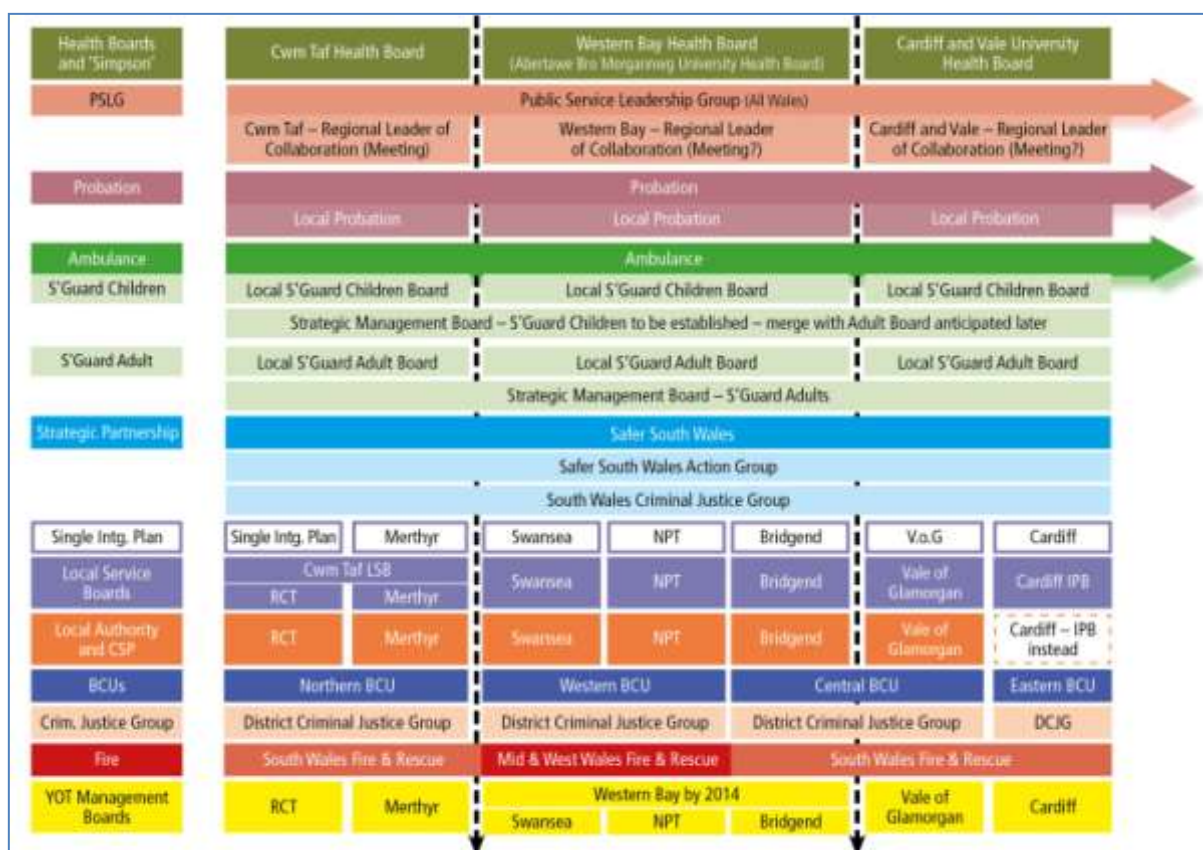 Health Boards
and 'Simpson'
Cwm Taf Health Board
Western Bay Health Board
(Abertawe Bro Morgannwg University Health Board)
Cardiff and Vale University
Health Board
PSLG
Public Service Leadership Group (All Wales)
Cwm Taf – Regional Leader of
Collaboration (Meeting)
Western Bay – Regional Leader
of Collaboration (Meeting?)
Cardiff and Vale – Regional Leader
of Collaboration (Meeting?)
Probation
Probation
Local Probation
Local Probation
Local Probation
Ambulance
Ambulance
S'Guard Children
Local S'Guard Children Board
Local S'Guard Children Board
Local S'Guard Children Board
Strategic Management Board – S'Guard Children to be established – merge with Adult Board anticipated later
S'Guard Adult
Local S'Guard Adult Board
Local S'Guard Adult Board
Local S'Guard Adult Board
Strategic Management Board – S'Guard Adults
Strategic Partnership
Safer South Wales
Safer South Wales Action Group
South Wales Criminal Justice Group
Single Intg. Plan
Single Intg. Plan
Merthyr
Swansea
NPT
Bridgend
V.o.G
Cardiff
Local Service
Boards
Cwm Taf LSB
RCT
Merthyr
Swansea
NPT
Bridgend
Vale of
Glamorgan
Cardiff IPB
Local Authority
and CSP
RCT
Merthyr
Swansea
NPT
Bridgend
Vale of
Glamorgan
Cardiff – IPB
instead
BCUs
Northern BCU
Western BCU
Central BCU
Eastern BCU
Crim. Justice Group
District Criminal Justice Group
District Criminal Justice Group
District Criminal Justice Group
DCJG
Fire
South Wales Fire & Rescue
Mid & West Wales Fire & Rescue
South Wales Fire & Rescue
YOT Management
Boards
RCT
Merthyr
Western Bay by 2014
Swansea
NPT
Bridgend
Vale of
Glamorgan
Cardiff